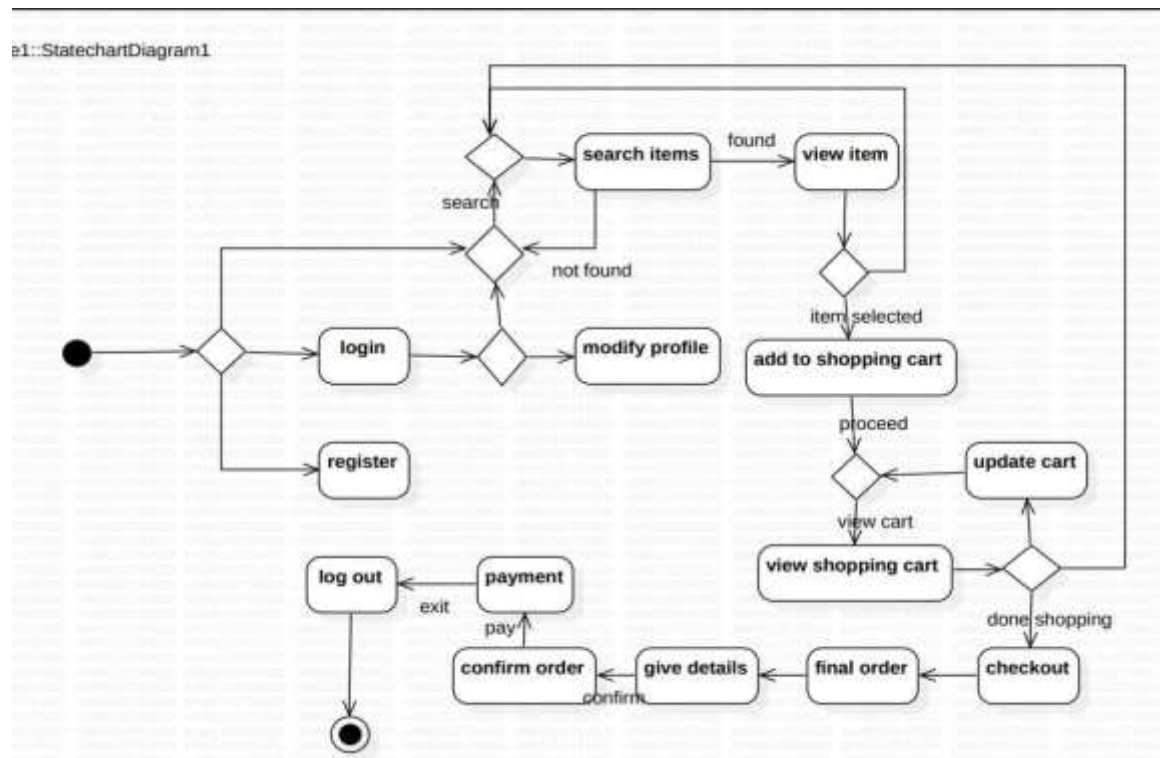 e1::StatechartDiagram1
search items
found
view item
search
not found
item selected
login
modify profile
add to shopping cart
proceed
register
update cart
view cart
view shopping cart
log out
payment
exit
pay
done shopping
confirm order
give details
final order
checkout
confirm